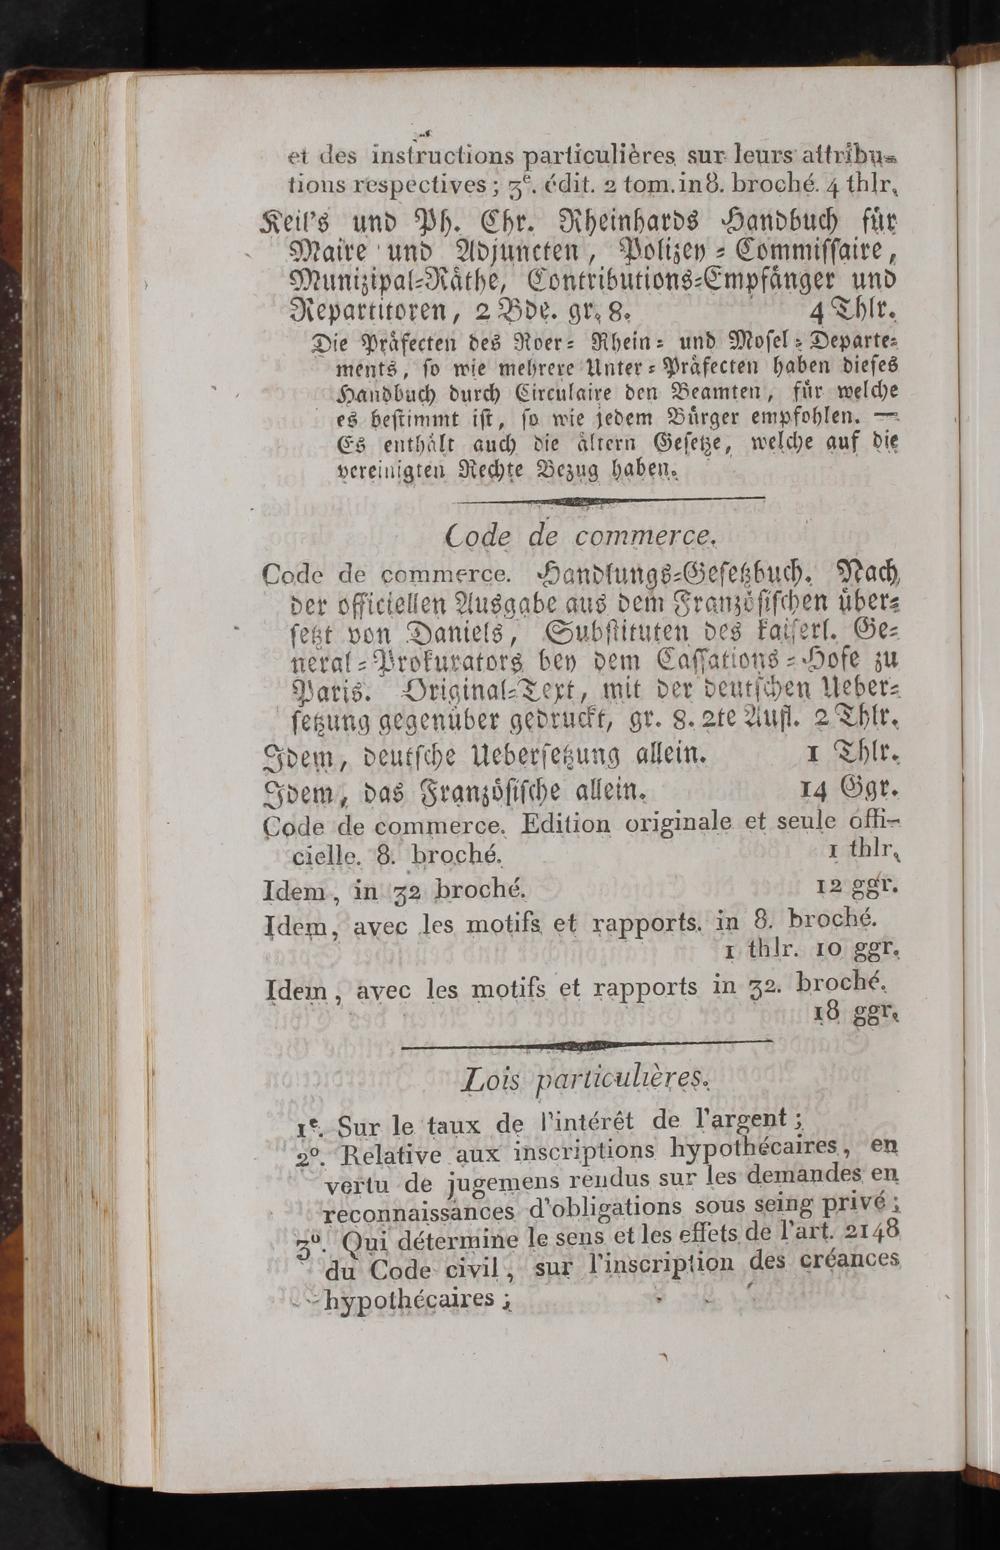 et des instructions particulières sur leurs attribu=
tions respectives; 3e. édit. 2 tom. in 8. broché. 4 thlr.
Keil's und Ph. Chr. Rheinhards Handbuch für
Maire und Adjuncten, Polizey=Commissaire,
Munizipal=Räthe, Contributions=Empfänger und
Repartitoren, 2 Bde. gr. 8. 4 Thlr.
Die Präfecten des Roer= Rhein= und Mosel=Departe=
ments, so wie mehrere Unter=Präfecten haben dieses
Handbuch durch Circulaire den Beamten, für welche
es bestimmt ist, so wie jedem Bürger empfohlen. —
Es enthält auch die ältern Gesetze, welche auf die
vereinigten Rechte Bezug haben.
Code de commerce.
Code de commerce. Handlungs=Gesetzbuch. Nach
der officiellen Ausgabe aus dem Französischen über=
setzt von Daniels, Substituten des kaiserl. Ge=
neral=Prokurators bey dem Cassations=Hofe zu
Paris. Original=Text, mit der deutschen Ueber=
setzung gegenüber gedruckt, gr. 8. 2te Aufl. 2 Thlr.
Idem, deutsche Uebersetzung allein. 1 Thlr.
Idem, das Französische allein. 14 Ggr.
Code de commerce. Edition originale et seule offi-
cielle. 8. broché. 1 thlr.
Idem, in 32 broché. 12 ggr.
Idem, avec les motifs et rapports. in 8. broché.
1 thlr. 10 ggr.
Idem, avec les motifs et rapports in 32. broché.
18 ggr.
Lois particulières.
1e. Sur le taux de l'intérêt de l'argent;
2o. Relative aux inscriptions hypothécaires, en
vertu de jugemens rendus sur les demandes en
reconnaissances d'obligations sous seing privé;
3o. Qui détermine le sens et les effets de l'art. 2148
du Code civil, sur l'inscription des créances
hypothécaires;